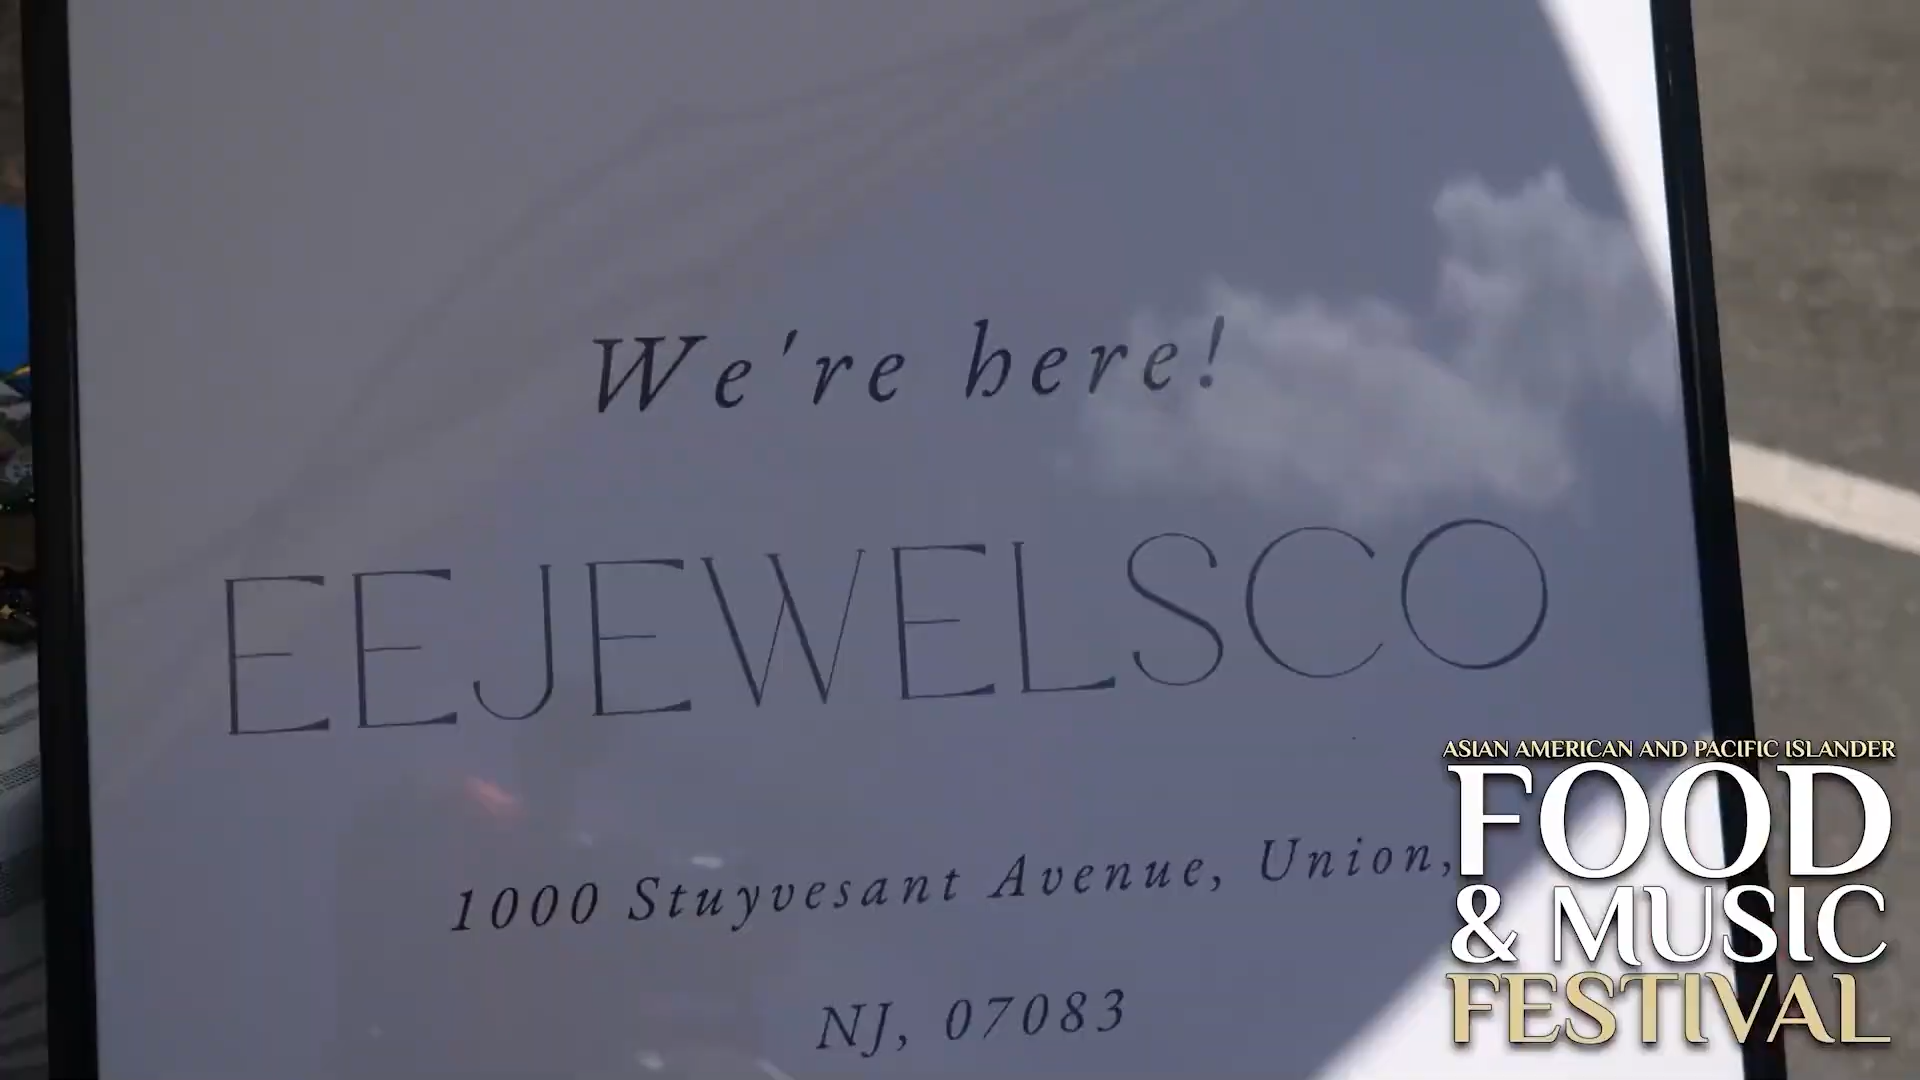 We're here!
EEJEWELSCO
1000 Stuyvesant Avenue, Union,
NJ, 07083
ASIAN AMERICAN AND PACIFIC ISLANDER
FOOD
& MUSIC
FESTIVAL